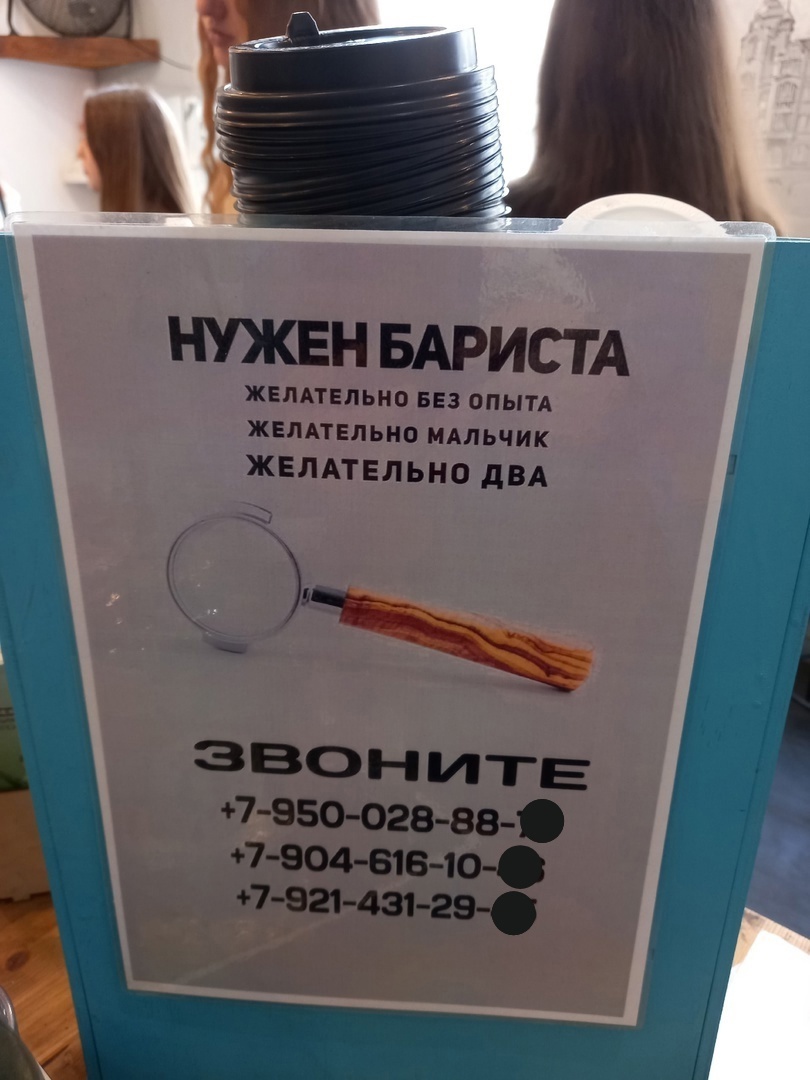 НУЖЕН БАРИСТА
ЖЕЛАТЕЛЬНО БЕЗ ОПЫТА
ЖЕЛАТЕЛЬНО МАЛЬЧИК
ЖЕЛАТЕЛЬНО ДВА
ЗВОНИТЕ
+7-950-028-88-
+7-904-616-10-
+7-921-431-29-